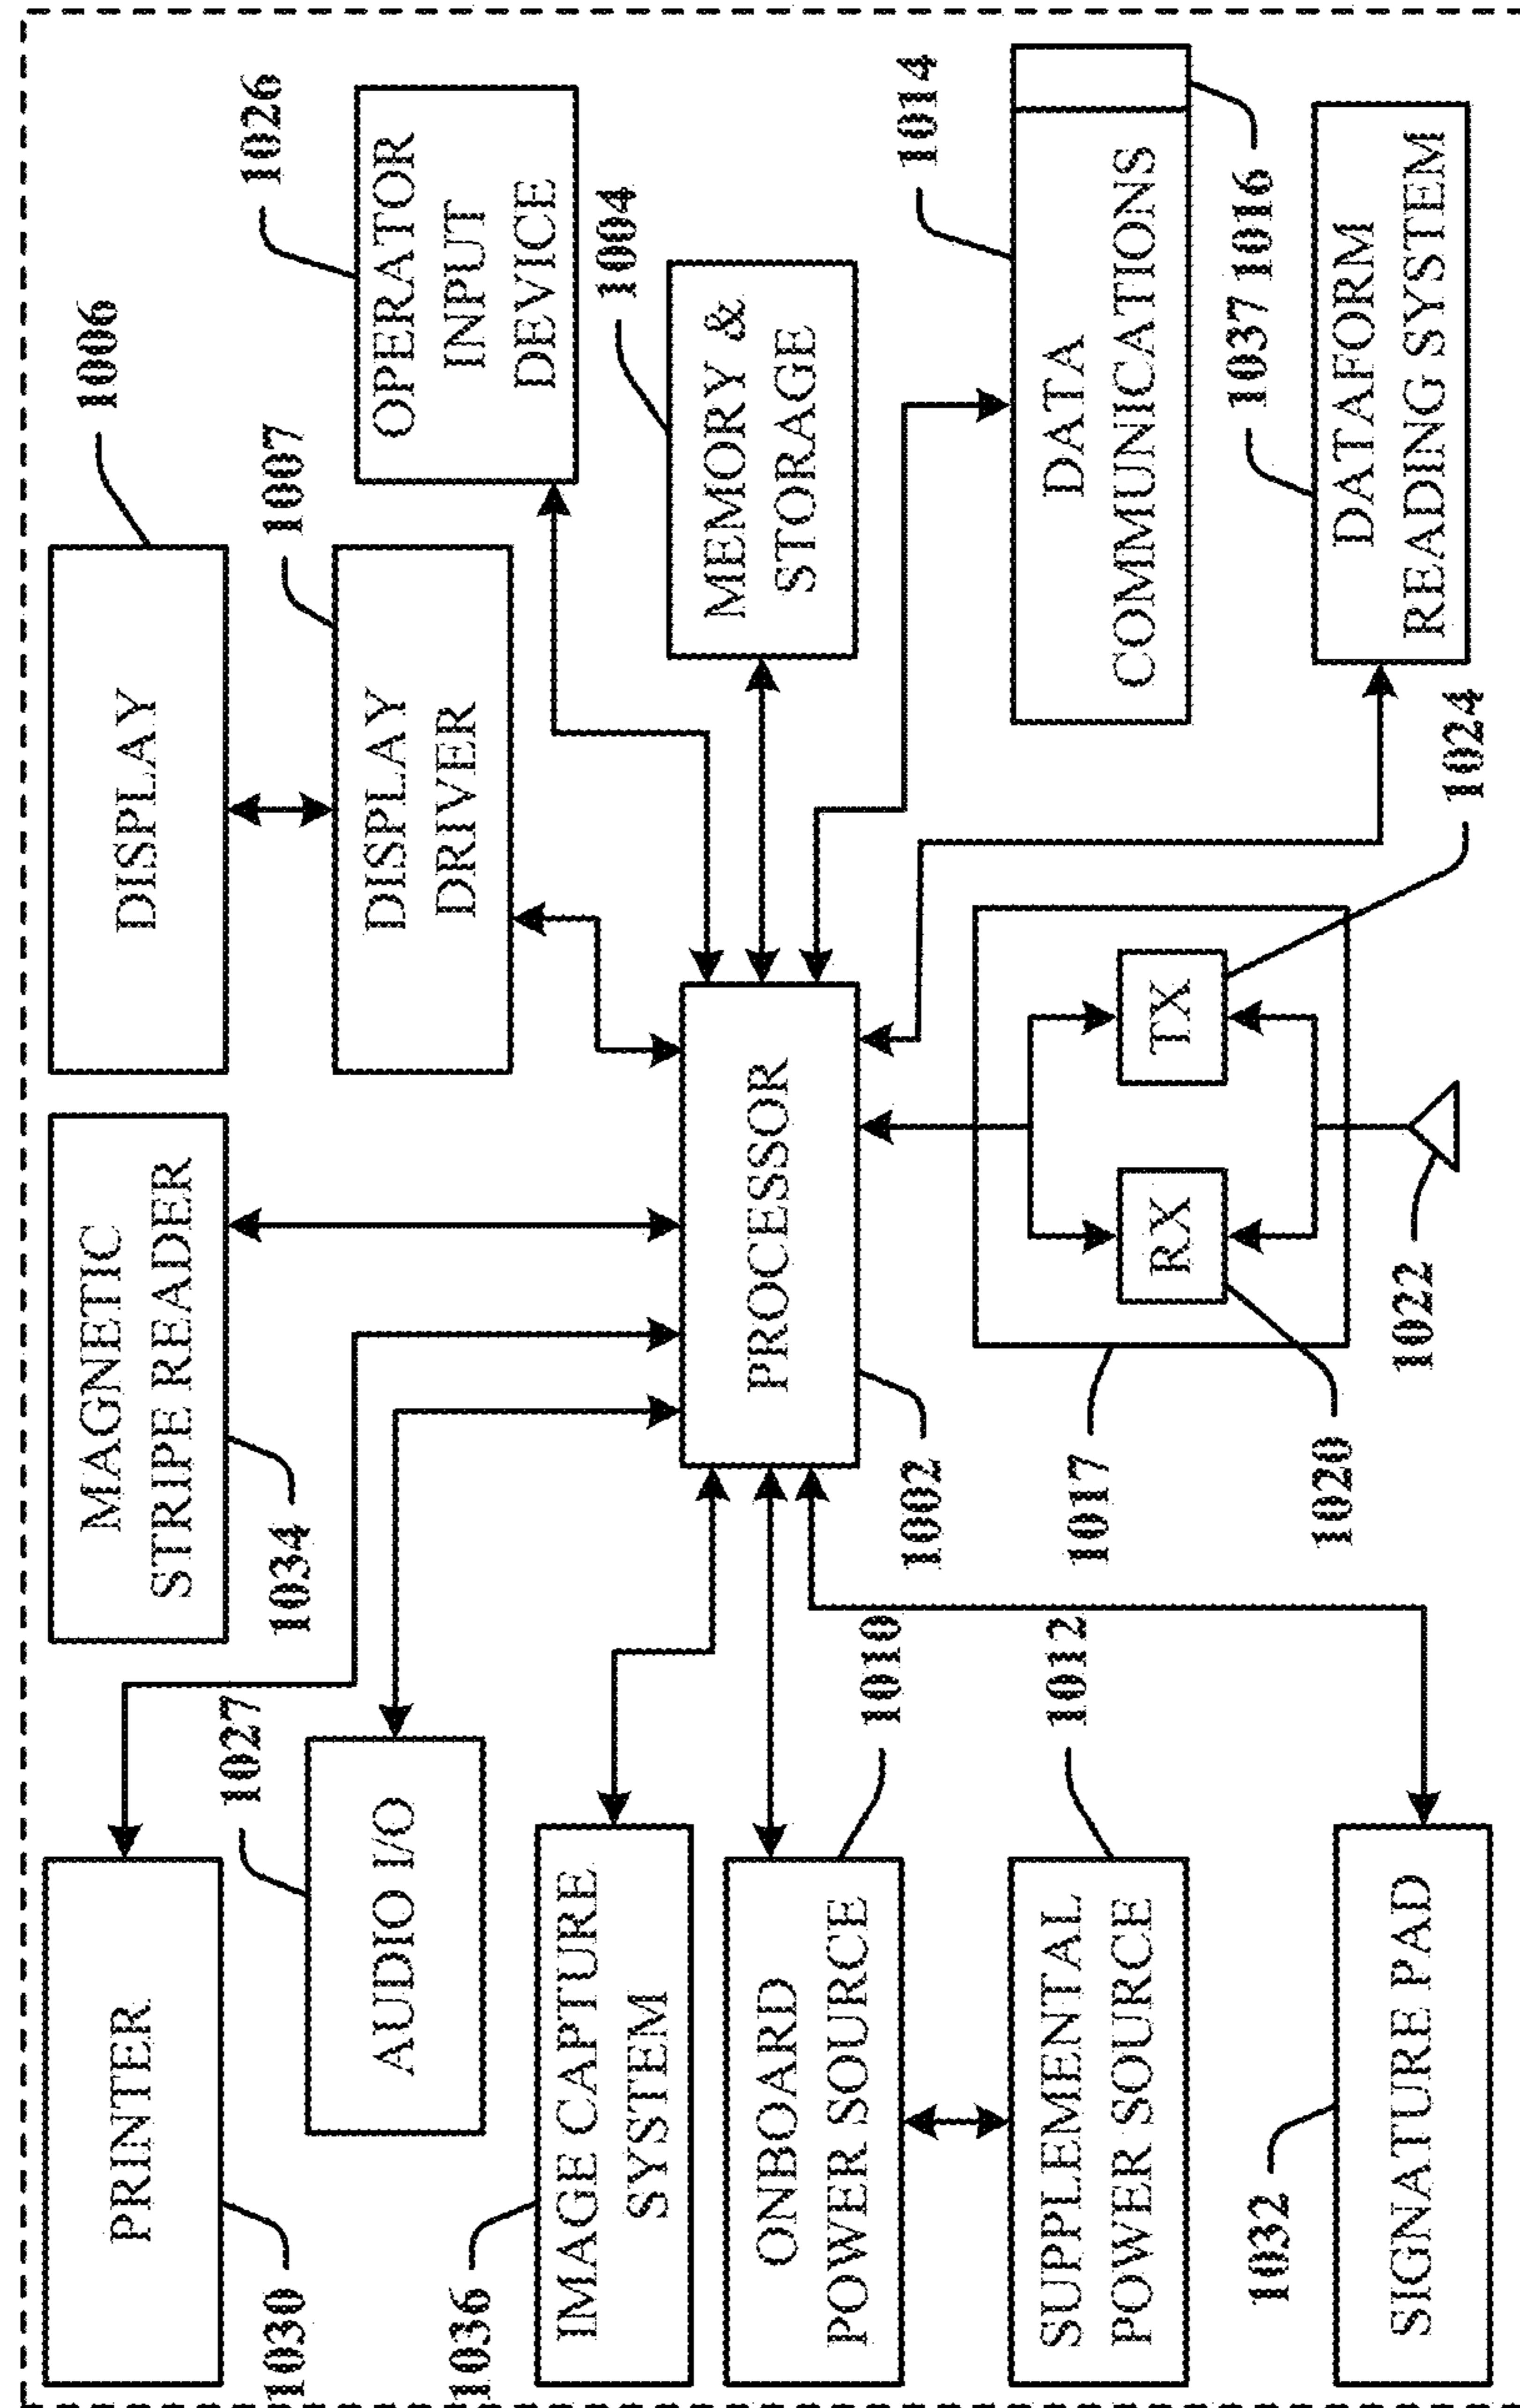 PRINTER
1030
MAGNETIC
STRIPE READER
1034
DISPLAY
1006
1027
AUDIO I/O
DISPLAY
DRIVER
1007
OPERATOR
INPUT
DEVICE
1026
1036
IMAGE CAPTURE
SYSTEM
MEMORY &
STORAGE
1004
ONBOARD
POWER SOURCE
1010
PROCESSOR
1002
SUPPLEMENTAL
POWER SOURCE
1012
1017
RX
TX
1020
1024
1022
DATA
COMMUNICATIONS
1014
1016
1032
SIGNATURE PAD
1037
DATAFORM
READING SYSTEM